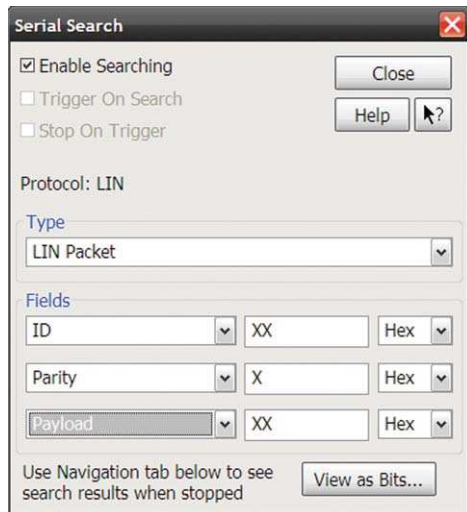 Serial Search
Enable Searching
Close
Trigger On Search
Help ?
Stop On Trigger
Protocol: LIN
Type
LIN Packet
Fields
ID XX Hex
Parity X Hex
Payload XX Hex
Use Navigation tab below to see
search results when stopped
View as Bits...